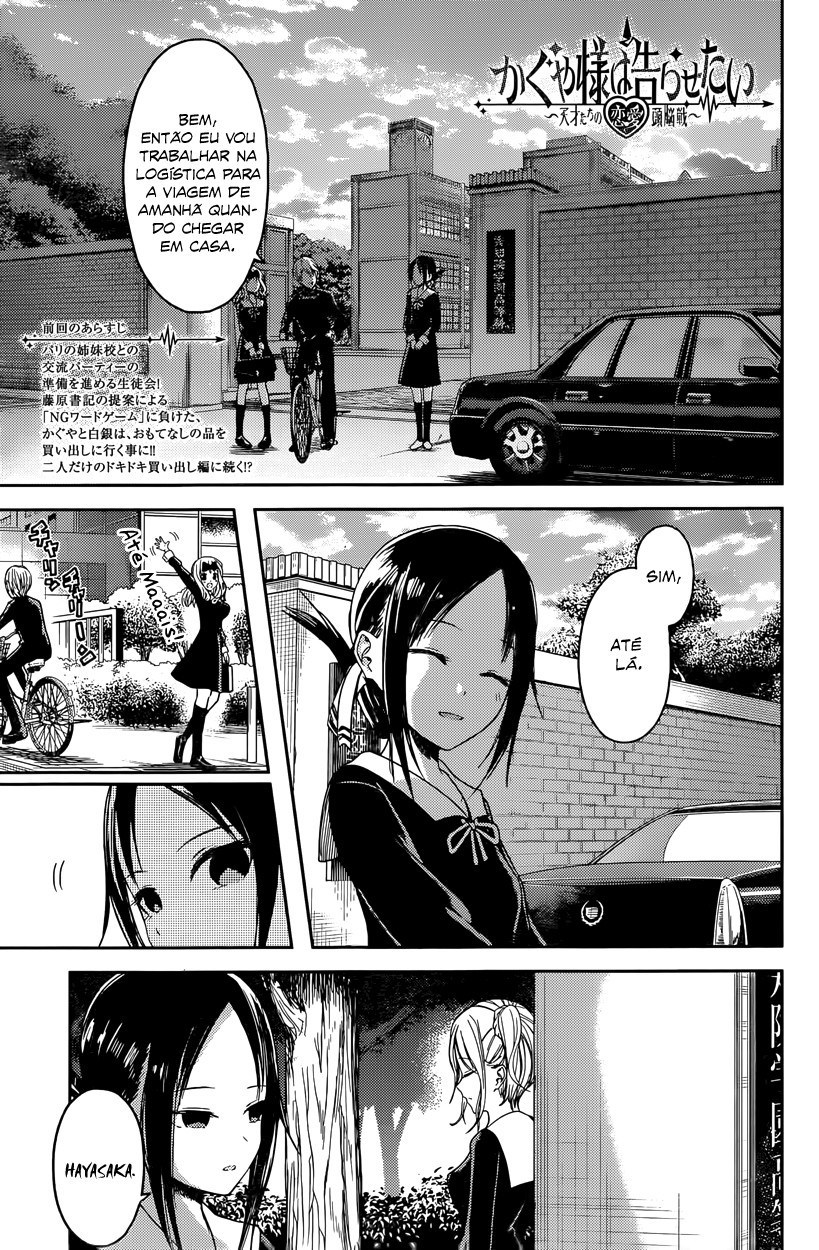 かぐや様は告らせたい
~天才たちの恋愛頭脳戦~
BEM,
ENTÃO EU VOU
TRABALHAR NA
LOGÍSTICA PARA
A VIAGEM DE
AMANHÃ QUAN-
DO CHEGAR
EM CASA.
前回のあらすじ
パリの姉妹校との
交流パーティーの
準備を進める生徒会!
藤原書記の提案による
「NGワードゲーム」に負けた、
かぐやと白銀は、おもてなしの品を
買い出しに行く事に!!
二人だけのドキドキ買い出し編に続く!?
SIM,
ATÉ
LÁ.
Até Maaais!
HAYASAKA.